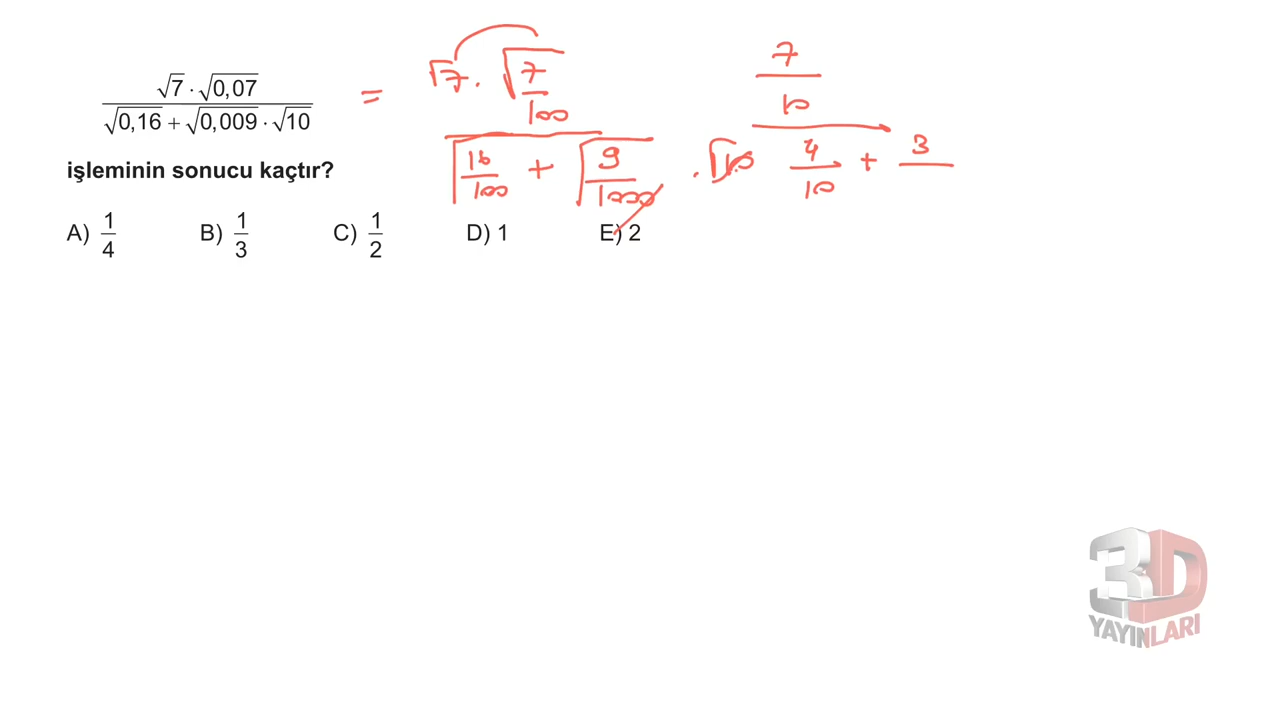 √7 · √0,07 / √0,16 + √0,009 · √10 = √7 · √7/100 / √16/100 + √9/1000 · √10   7/10 / 4/10 + 3
işleminin sonucu kaçtır?
A) 1/4 B) 1/3 C) 1/2 D) 1 E) 2
3D
YAYINLARI